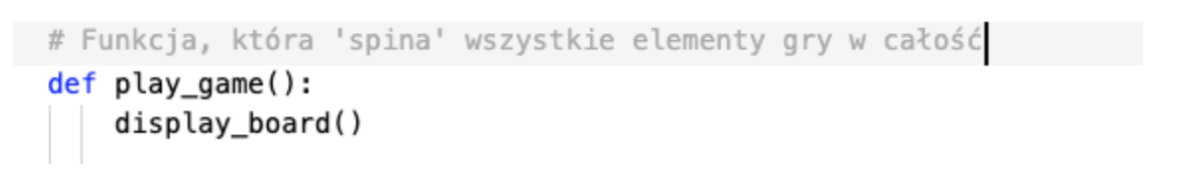 # Funkcja, która 'spina' wszystkie elementy gry w całość
def play_game():
display_board()